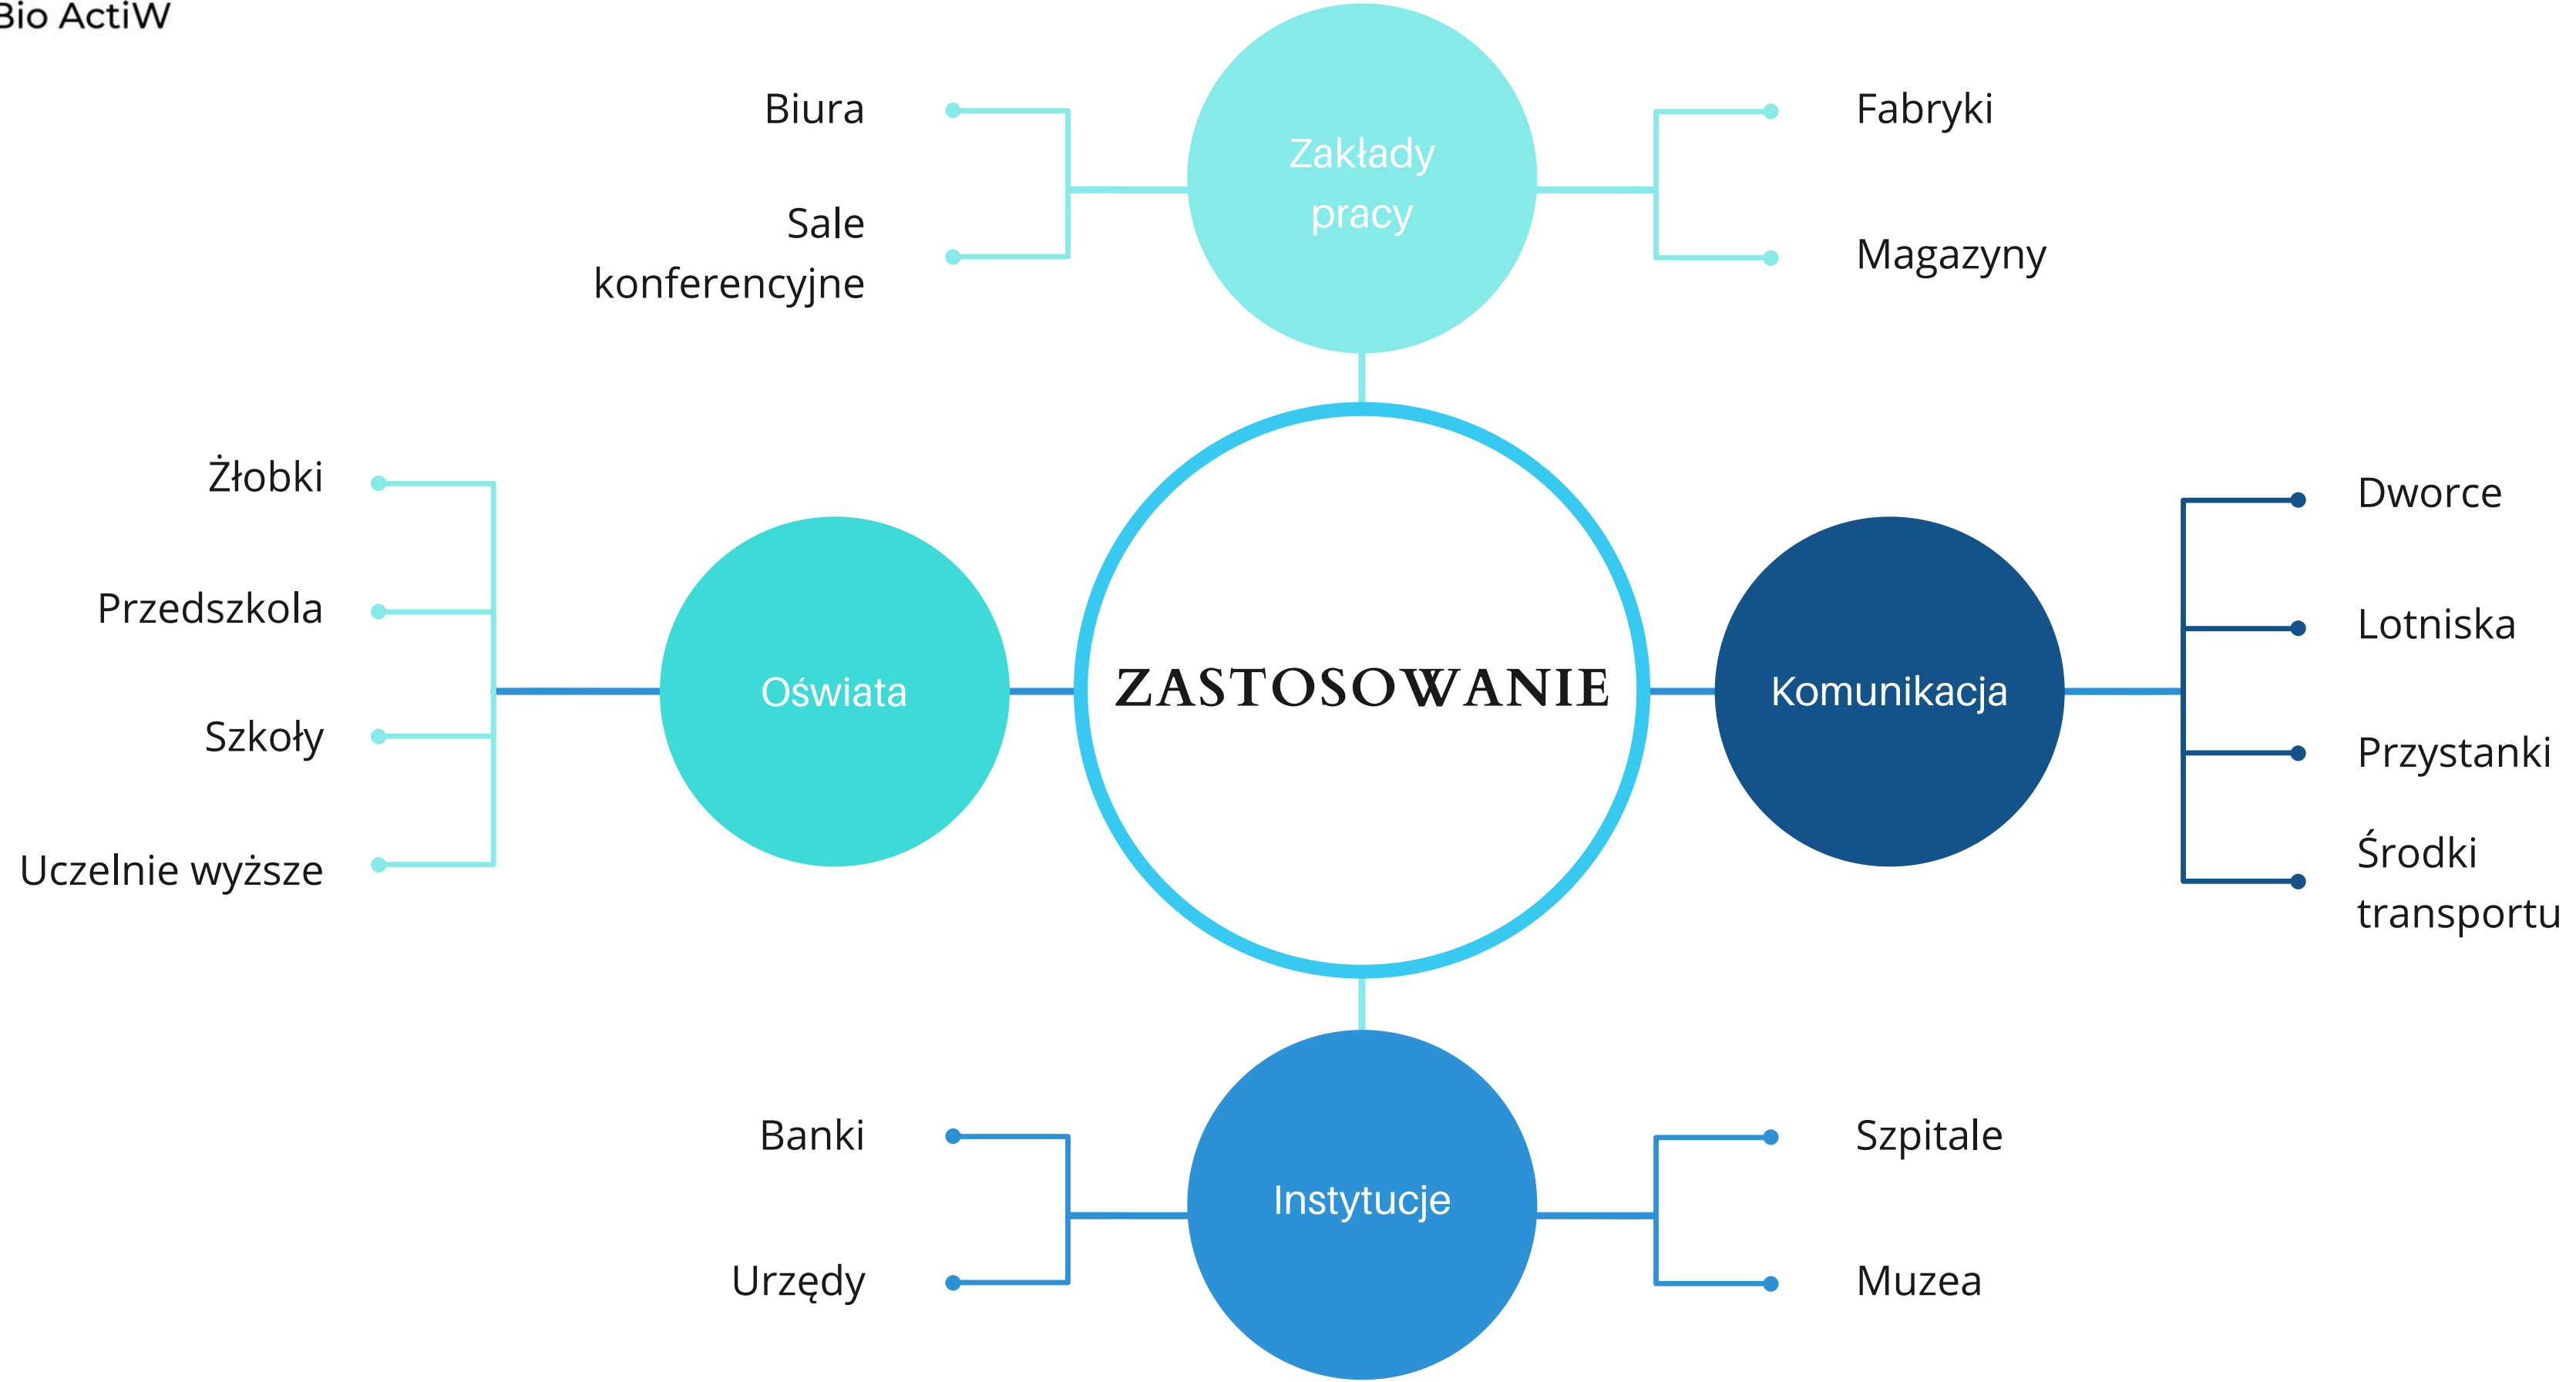 Bio ActiW
Biura
Sale
konferencyjne
Zakłady
pracy
Fabryki
Magazyny
Żłobki
Przedszkola
Szkoły
Uczelnie wyższe
Oświata
ZASTOSOWANIE
Komunikacja
Dworce
Lotniska
Przystanki
Środki
transportu
Banki
Urzędy
Instytucje
Szpitale
Muzea